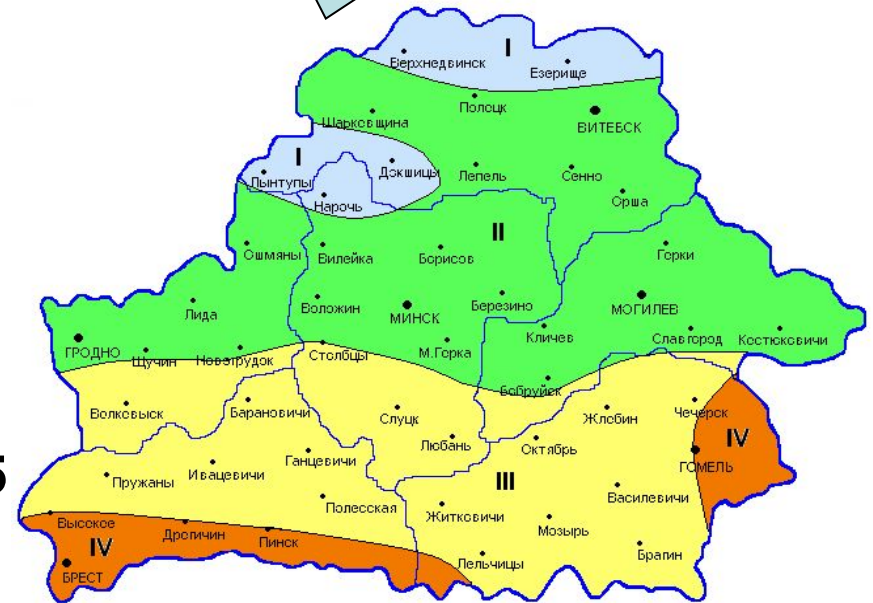 I
Верхнедвинск
Езерище
Полоцк
Шарковщина
ВИТЕБСК
I
Лынтупы
Докшицы
Лепель
Сенно
Нарочь
Орша
II
Ошмяны
Вилейка
Борисов
Горки
Лида
Воложин
МИНСК
Березино
МОГИЛЕВ
ГРОДНО
Щучин
Новогрудок
Столбцы
М.Горка
Кличев
Славгород
Костюковичи
Бобруйск
Волковыск
Барановичи
Слуцк
Жлобин
Чечерск
IV
Любань
Октябрь
ГОМЕЛЬ
5
Пружаны
Ивацевичи
Ганцевичи
III
Василевичи
Полесская
Житковичи
Мозырь
Высокое
Дрогичин
Пинск
IV
БРЕСТ
Лельчицы
Брагин